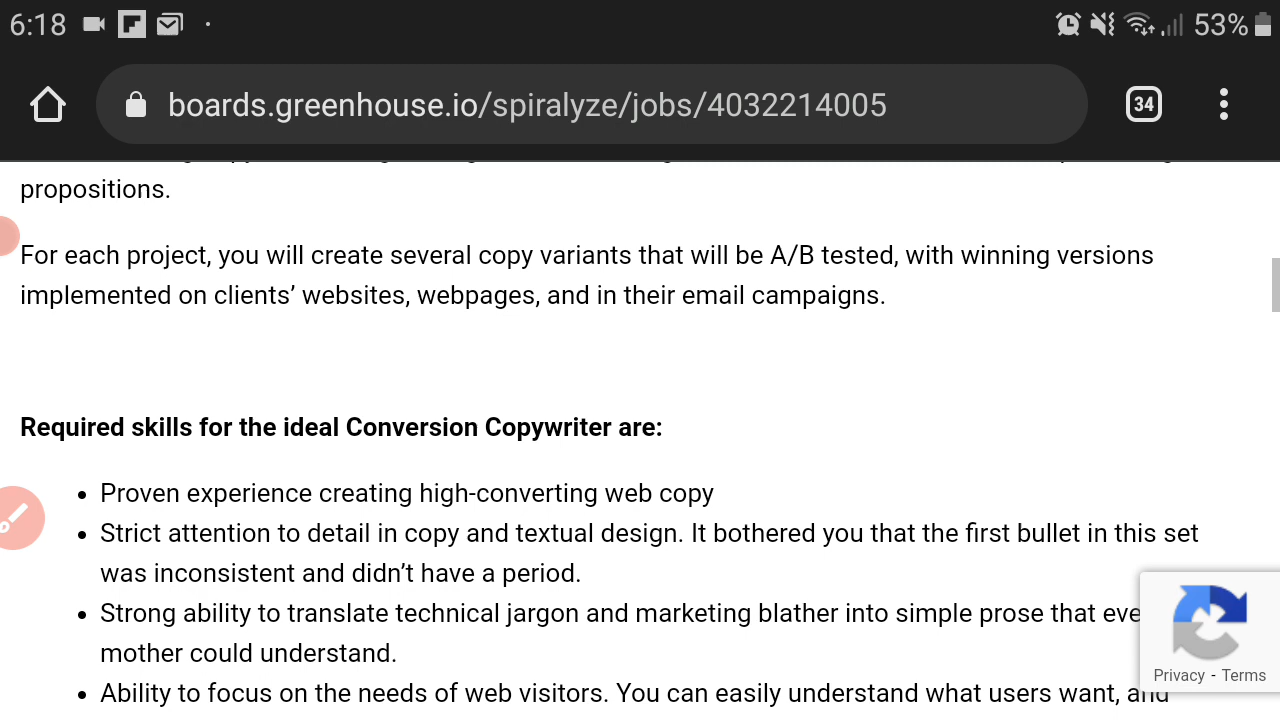 6:18
53%
boards.greenhouse.io/spiralyze/jobs/4032214005
34
propositions.
For each project, you will create several copy variants that will be A/B tested, with winning versions
implemented on clients’ websites, webpages, and in their email campaigns.
Required skills for the ideal Conversion Copywriter are:
• Proven experience creating high-converting web copy
• Strict attention to detail in copy and textual design. It bothered you that the first bullet in this set
was inconsistent and didn’t have a period.
• Strong ability to translate technical jargon and marketing blather into simple prose that
mother could understand.
• Ability to focus on the needs of web visitors. You can easily understand what users want, and
Privacy - Terms